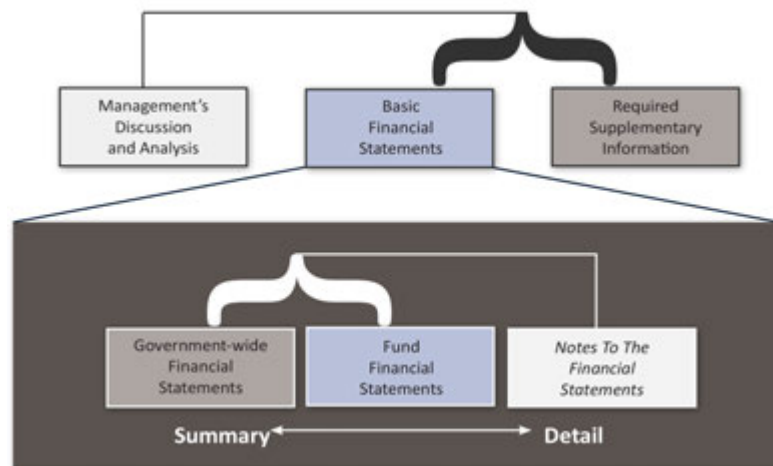 Management's
Discussion
and Analysis
Basic
Financial
Statements
Required
Supplementary
Information
Government-wide
Financial
Statements
Fund
Financial
Statements
Notes To The
Financial
Statements
Summary
Detail